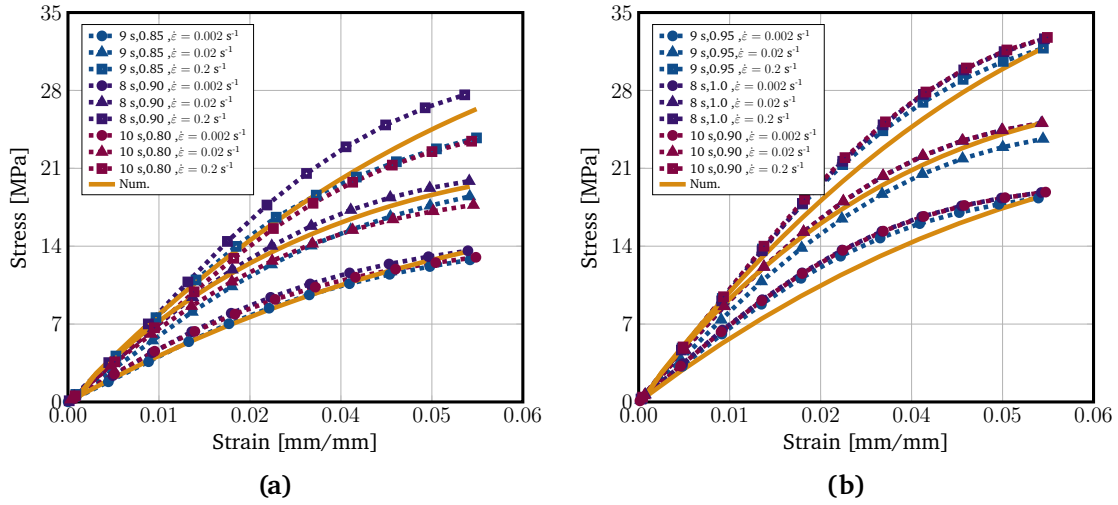 35
28
21
14
7
0
Stress [MPa]
9 s,0.85 ,ε̇ = 0.002 s⁻¹
9 s,0.85 ,ε̇ = 0.02 s⁻¹
9 s,0.85 ,ε̇ = 0.2 s⁻¹
8 s,0.90 ,ε̇ = 0.002 s⁻¹
8 s,0.90 ,ε̇ = 0.02 s⁻¹
8 s,0.90 ,ε̇ = 0.2 s⁻¹
10 s,0.80 ,ε̇ = 0.002 s⁻¹
10 s,0.80 ,ε̇ = 0.02 s⁻¹
10 s,0.80 ,ε̇ = 0.2 s⁻¹
Num.
0.00 0.01 0.02 0.04 0.05 0.06
Strain [mm/mm]
(a)
35
28
21
14
7
0
Stress [MPa]
9 s,0.95 ,ε̇ = 0.002 s⁻¹
9 s,0.95, ε̇ = 0.02 s⁻¹
9 s,0.95 ,ε̇ = 0.2 s⁻¹
8 s,1.0 ,ε̇ = 0.002 s⁻¹
8 s,1.0 ,ε̇ = 0.02 s⁻¹
8 s,1.0 ,ε̇ = 0.2 s⁻¹
10 s,0.90 ,ε̇ = 0.002 s⁻¹
10 s,0.90 ,ε̇ = 0.02 s⁻¹
10 s,0.90 ,ε̇ = 0.2 s⁻¹
Num.
0.00 0.01 0.02 0.04 0.05 0.06
Strain [mm/mm]
(b)